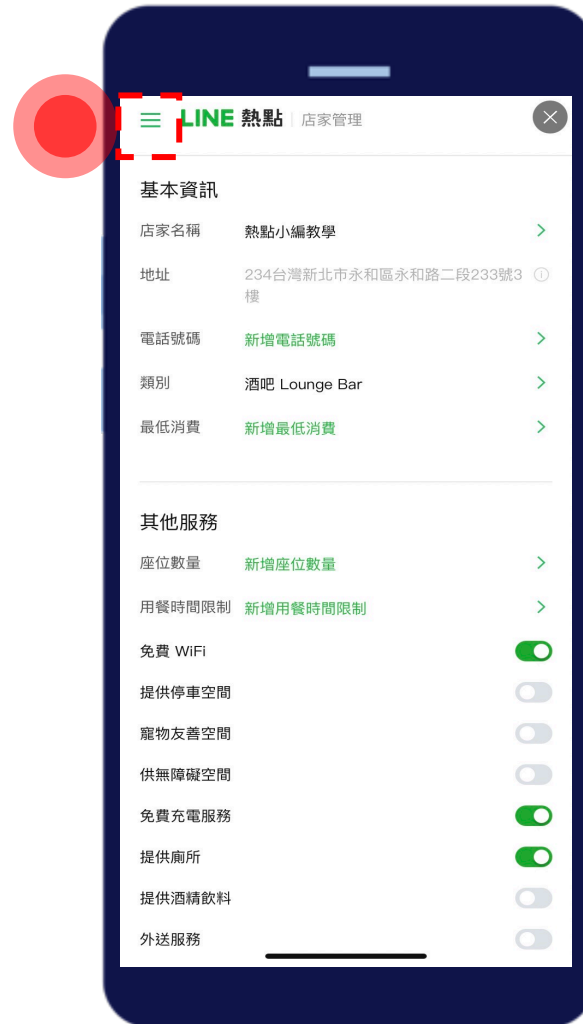 LINE 熱點 店家管理
基本資訊
店家名稱 熱點小編教學
地址 234台灣新北市永和區永和路二段233號3
樓
電話號碼 新增電話號碼
類別 酒吧 Lounge Bar
最低消費 新增最低消費
其他服務
座位數量 新增座位數量
用餐時間限制 新增用餐時間限制
免費 WiFi
提供停車空間
寵物友善空間
供無障礙空間
免費充電服務
提供廁所
提供酒精飲料
外送服務